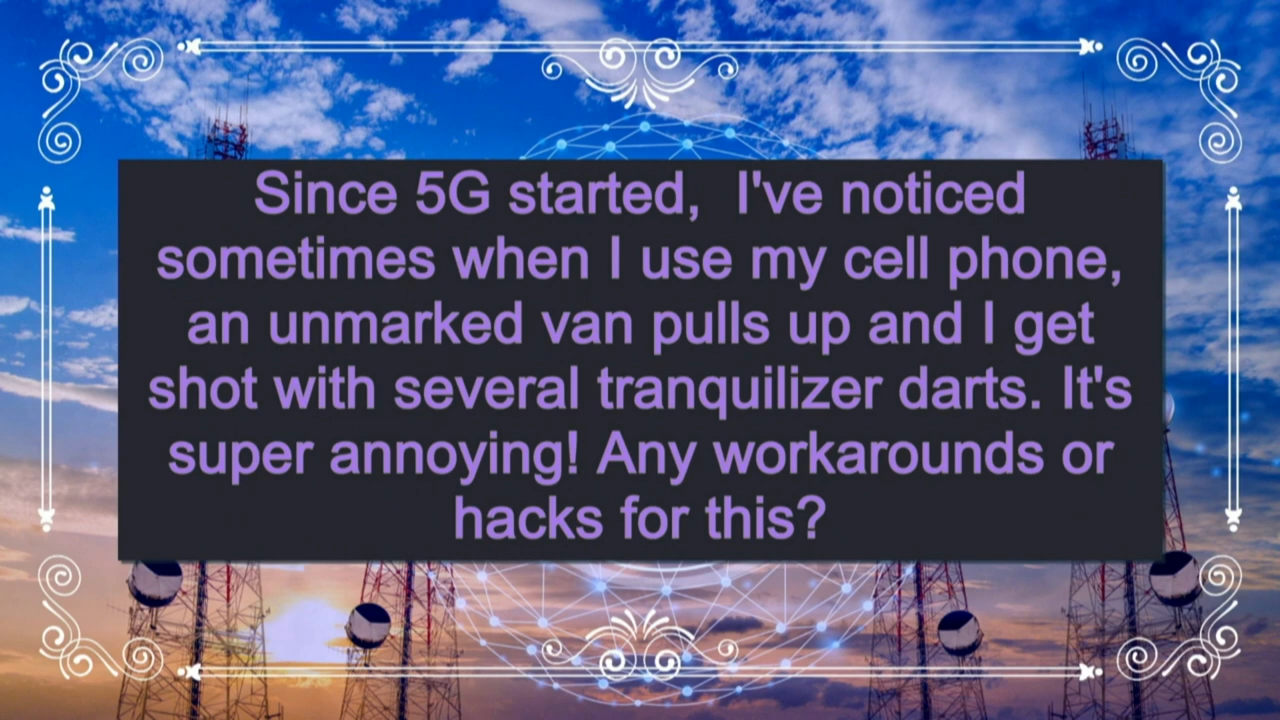 Since 5G started,  I've noticed
sometimes when I use my cell phone,
an unmarked van pulls up and I get
shot with several tranquilizer darts. It's
super annoying! Any workarounds or
hacks for this?